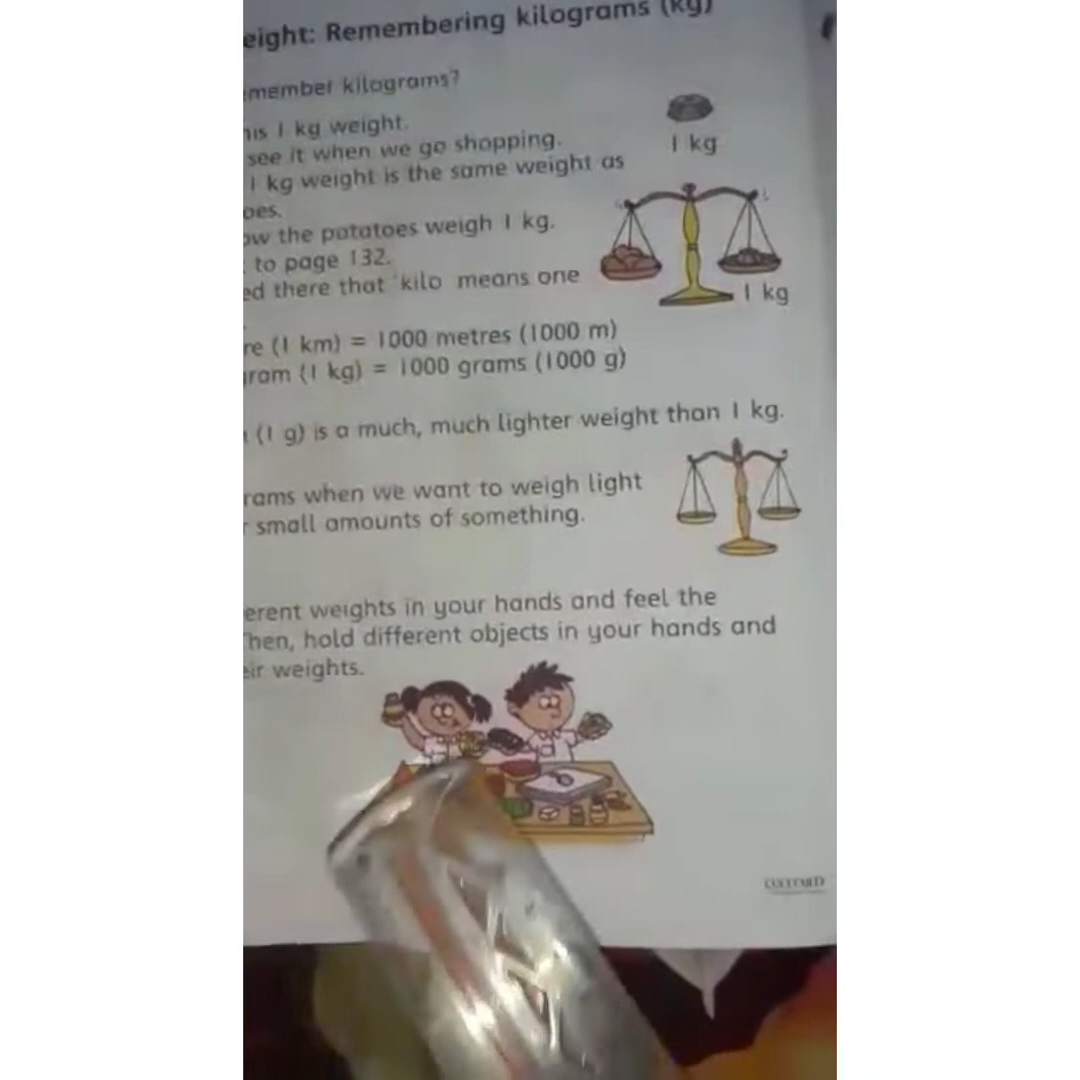 eight: Remembering kilograms (kg)
member kilograms?
his 1 kg weight.
see it when we go shopping.
1 kg weight is the same weight as
oes.
ow the potatoes weigh 1 kg.
to page 132.
ed there that 'kilo means one
re (1 km) = 1000 metres (1000 m)
ram (1 kg) = 1000 grams (1000 g)
(1 g) is a much, much lighter weight than 1 kg.
rams when we want to weigh light
small amounts of something.
erent weights in your hands and feel the
Then, hold different objects in your hands and
eir weights.
1 kg
1 kg
OXFORD